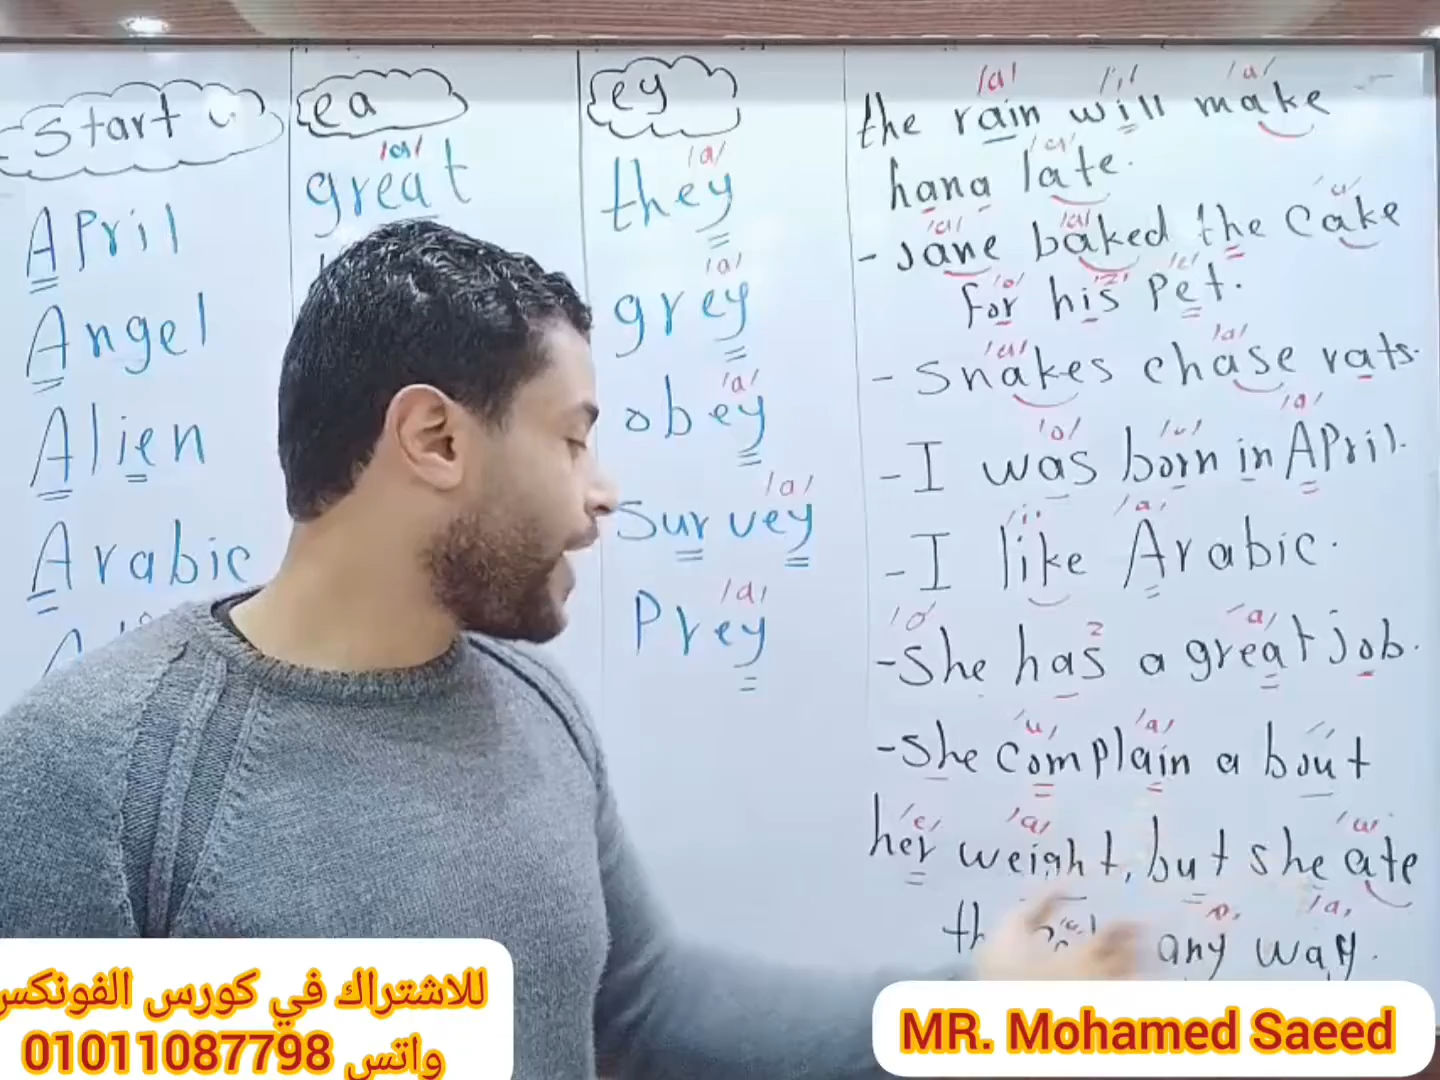 Start
April
Angel
Alien
Arabic
ea
/a/
great
ey
/a/
they
/a/
grey
/a/
obey
/a/
Survey
/a/
Prey
/a/ /i/ /a/
the rain will make
hana late.
- Jane baked the Cake
for his Pet.
- Snakes chase rats.
- I was born in April.
- I like Arabic.
- She has a great job.
- She complain a bout
her weight, but she ate
any way.
للاشتراك في كورس الفونكس
واتس 01011087798
MR. Mohamed Saeed